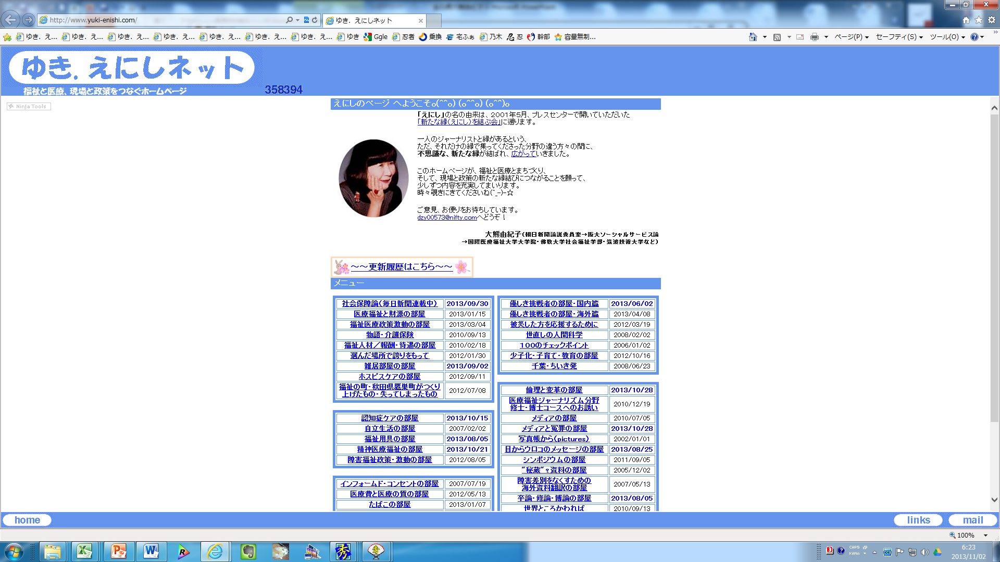 http://www.yuki-enishi.com/
ゆき．えにしネット
ゆき．え...
ゆき．え...
ゆき．え...
ゆき．え...
ゆき．え...
ゆき．え...
ゆき．え...
ゆき
Ggle
忍者
乗換
宅ふぁ
乃木
忍
幹部
容量無制...
ページ(P)
セーフティ(S)
ツール(O)
ゆき．えにしネット
福祉と医療、現場と政策をつなぐホームページ
358394
Ninja Tools
えにしのページ へようこそo(^^o) (o^^o) (o^^)o
「えにし」の名の由来は、２００１年５月、プレスセンターで開いていただいた
「新たな縁（えにし）を結ぶ会」に遡ります。
一人のジャーナリストと縁があるという、
ただ、それだけの縁で集ってくださった分野の違う方々の間に、
不思議な、新たな縁が結ばれ、広がっていきました。
このホームページが、福祉と医療とまちづくり、
そして、現場と政策の新たな縁結びにつながることを願って、
少しずつ内容を充実してまいります。
時々覗きにきてくださいね(^_-)-☆
ご意見、お便りをお待ちしています。
dzy00573@nifty.comへどうぞ！
大熊由紀子（朝日新聞論説委員室→阪大ソーシャルサービス論
→国際医療福祉大学大学院・佛教大学社会福祉学部・筑波技術大学など）
～～更新履歴はこちら～～
メニュー
社会保障論（毎日新聞連載中） 2013/09/30
医療福祉と財源の部屋 2013/01/15
福祉医療政策激動の部屋 2013/03/04
物語・介護保険 2010/09/13
福祉人材／報酬・待遇の部屋 2010/02/18
選んだ場所で誇りをもって 2012/01/30
雑居部屋の部屋 2013/09/02
ホスピスケアの部屋 2012/09/11
福祉の町・秋田県鷹巣町がつくり
上げたもの・失ってしまったもの 2012/07/08
認知症ケアの部屋 2013/10/15
自立生活の部屋 2007/02/02
福祉用具の部屋 2013/08/05
精神医療福祉の部屋 2013/10/21
障害福祉政策・激動の部屋 2012/08/05
インフォームド・コンセントの部屋 2007/07/19
医療費と医療の質の部屋 2012/05/13
たばこの部屋 2013/01/07
優しき挑戦者の部屋・国内篇 2013/06/02
優しき挑戦者の部屋・海外篇 2013/04/08
被災した方を応援するために 2012/03/19
世直しの人間科学 2008/02/02
１００のチェックポイント 2006/01/02
少子化・子育て・教育の部屋 2012/10/16
千葉・ちいき発 2008/06/23
倫理と変革の部屋 2013/10/28
医療福祉ジャーナリズム分野
修士・博士コースへのお誘い 2010/12/19
メディアの部屋 2010/07/05
メディアと冤罪の部屋 2013/10/28
写真帳から（pictures） 2002/01/01
目からウロコのメッセージの部屋 2013/08/25
シンポジウムの部屋 2011/09/05
“秘蔵“？資料の部屋 2005/12/02
障害差別をなくすための
海外資料翻訳の部屋 2007/05/13
卒論・修論・博論の部屋 2013/08/05
世界ところかわれば 2010/09/13
home
links
mail
100%
CAPS
KANA
6:23
2013/11/02